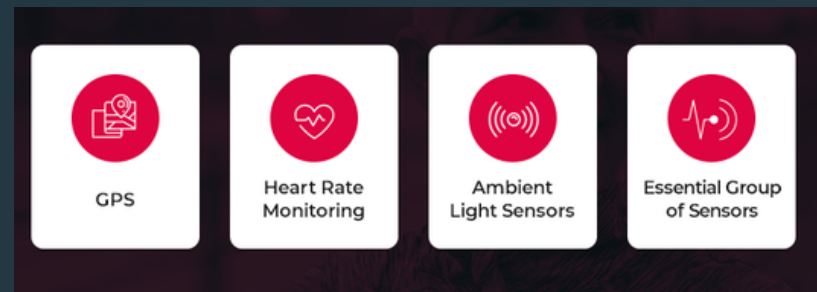 GPS
Heart Rate
Monitoring
Ambient
Light Sensors
Essential Group
of Sensors